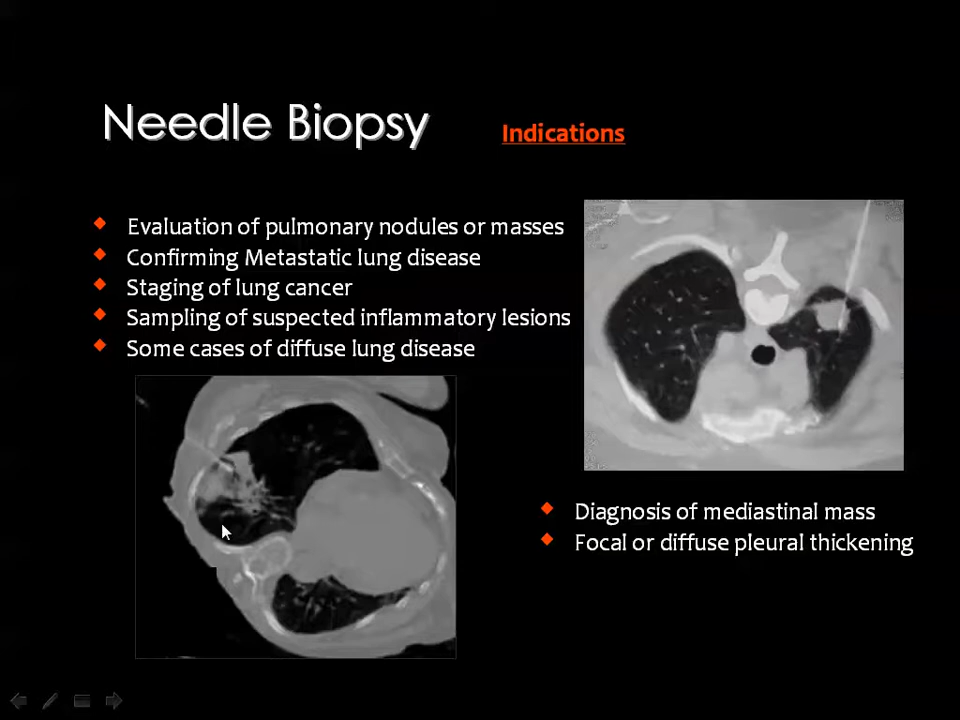 Needle Biopsy
Indications
Evaluation of pulmonary nodules or masses
Confirming Metastatic lung disease
Staging of lung cancer
Sampling of suspected inflammatory lesions
Some cases of diffuse lung disease
Diagnosis of mediastinal mass
Focal or diffuse pleural thickening